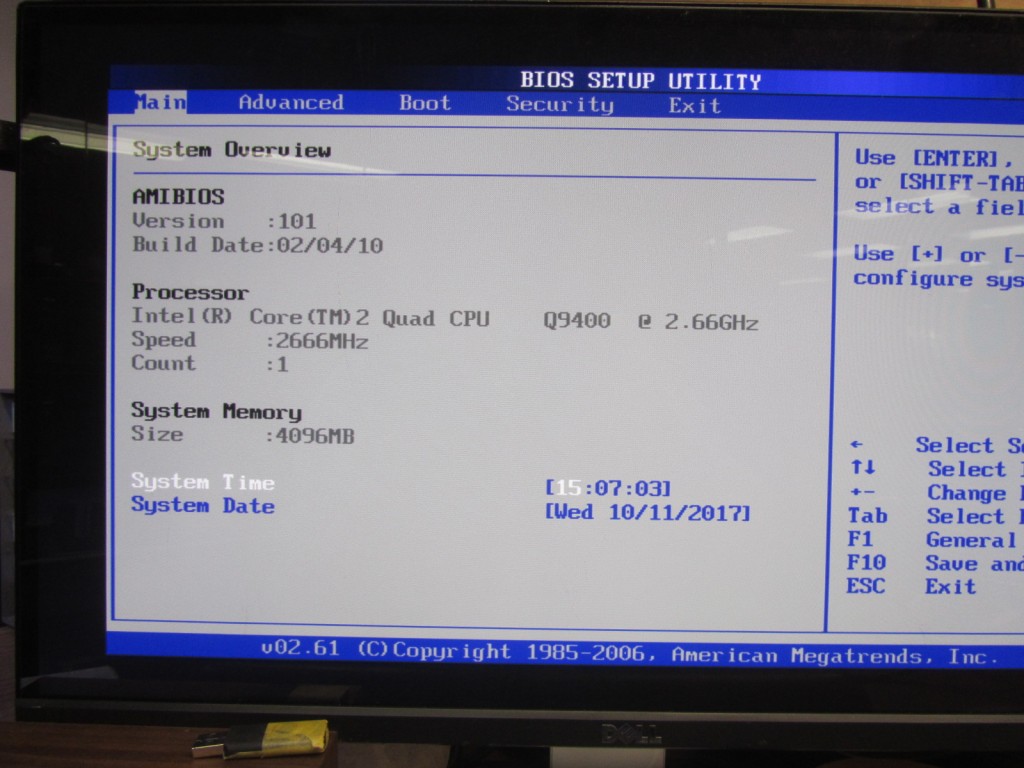 BIOS SETUP UTILITY
Main Advanced Boot Security Exit
System Overview
AMIBIOS
Version :101
Build Date:02/04/10
Processor
Intel(R) Core(TM)2 Quad CPU Q9400 @ 2.66GHz
Speed :2666MHz
Count :1
System Memory
Size :4096MB
System Time [15:07:03]
System Date [Wed 10/11/2017]
Use [ENTER],
or [SHIFT-TAB
select a fiel
Use [+] or [-
configure sys
← Select
↑↓ Select
+- Change
Tab Select
F1 General
F10 Save and
ESC Exit
v02.61 (C)Copyright 1985-2006, American Megatrends, Inc.
DELL